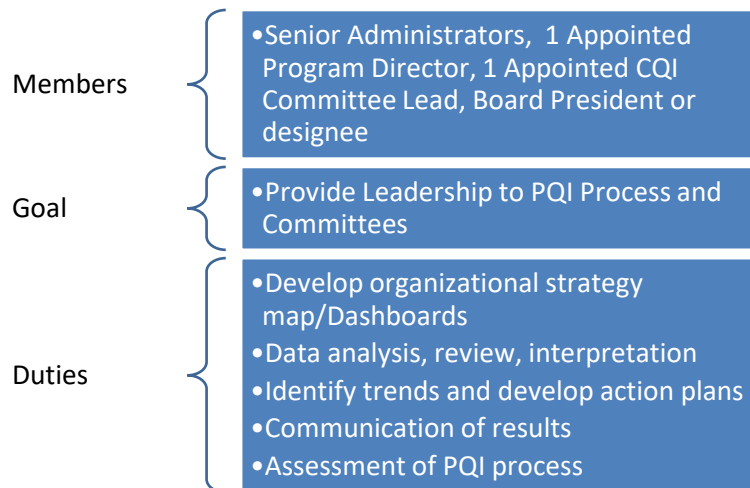 Members
•Senior Administrators, 1 Appointed
Program Director, 1 Appointed CQI
Committee Lead, Board President or
designee
Goal
•Provide Leadership to PQI Process and
Committees
Duties
•Develop organizational strategy
map/Dashboards
•Data analysis, review, interpretation
•Identify trends and develop action plans
•Communication of results
•Assessment of PQI process